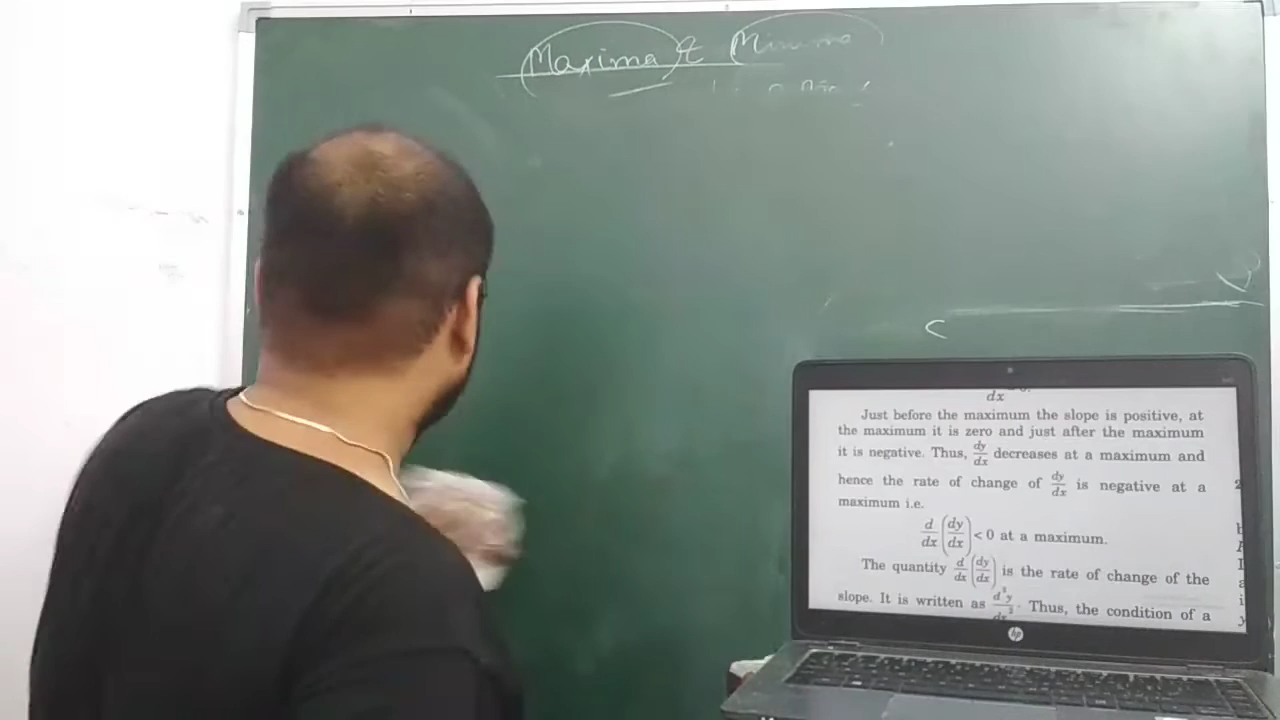 Maxima & Minima
c
dx
Just before the maximum the slope is positive, at
the maximum it is zero and just after the maximum
it is negative. Thus, dy/dx decreases at a maximum and
hence the rate of change of dy/dx is negative at a
maximum i.e.
d/dx (dy/dx) < 0 at a maximum.
The quantity d/dx (dy/dx) is the rate of change of the
slope. It is written as d²y/dx². Thus, the condition of a
hp